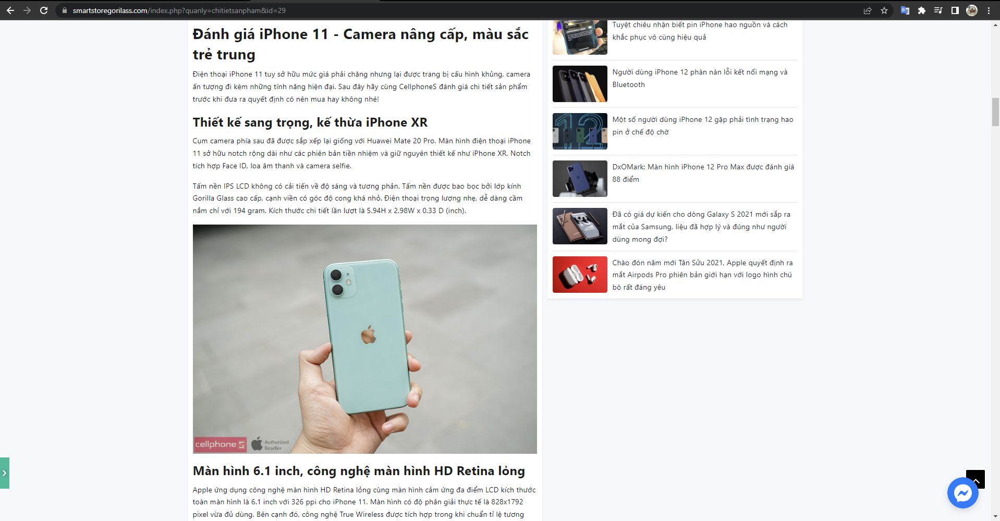 smartstoregorilass.com/index.php?quanly=chitietsanpham&id=29
Đánh giá iPhone 11 - Camera nâng cấp, màu sắc
trẻ trung
Điện thoại iPhone 11 tuy sở hữu mức giá phải chăng nhưng lại được trang bị cấu hình khủng, camera
ấn tượng đi kèm những tính năng hiện đại. Sau đây hãy cùng CellphoneS đánh giá chi tiết sản phẩm
trước khi đưa ra quyết định có nên mua hay không nhé!
Thiết kế sang trọng, kế thừa iPhone XR
Cụm camera phía sau đã được sắp xếp lại giống với Huawei Mate 20 Pro. Màn hình điện thoại iPhone
11 sở hữu notch rộng dài như các phiên bản tiền nhiệm và giữ nguyên thiết kế như iPhone XR. Notch
tích hợp Face ID, loa âm thanh và camera selfie.
Tấm nền IPS LCD không có cải tiến về độ sáng và tương phản. Tấm nền được bao bọc bởi lớp kính
Gorilla Glass cao cấp, cạnh viền có góc độ cong khá nhỏ. Điện thoại trọng lượng nhẹ, dễ dàng cầm
nắm chỉ với 194 gram. Kích thước chi tiết lần lượt là 5.94H x 2.98W x 0.33 D (inch).
cellphoneS
Authorized
Reseller
Màn hình 6.1 inch, công nghệ màn hình HD Retina lỏng
Apple ứng dụng công nghệ màn hình HD Retina lỏng cùng màn hình cảm ứng đa điểm LCD kích thước
toàn màn hình là 6.1 inch với 326 ppi cho iPhone 11. Màn hình có độ phân giải thực tế là 828x1792
pixel vừa đủ dùng. Bên cạnh đó, công nghệ True Wireless được tích hợp trong khi chuẩn tỉ lệ tương
Tuyệt chiêu nhận biết pin iPhone hao nguồn và cách
khắc phục vô cùng hiệu quả
Người dùng iPhone 12 phàn nàn lỗi kết nối mạng và
Bluetooth
Một số người dùng iPhone 12 gặp phải tình trạng hao
pin ở chế độ chờ
DxOMark: Màn hình iPhone 12 Pro Max được đánh giá
88 điểm
Đã có giá dự kiến cho dòng Galaxy S 2021 mới sắp ra
mắt của Samsung, liệu đã hợp lý và đúng như người
dùng mong đợi?
Chào đón năm mới Tân Sửu 2021, Apple quyết định ra
mắt Airpods Pro phiên bản giới hạn với logo hình chú
bò rất đáng yêu